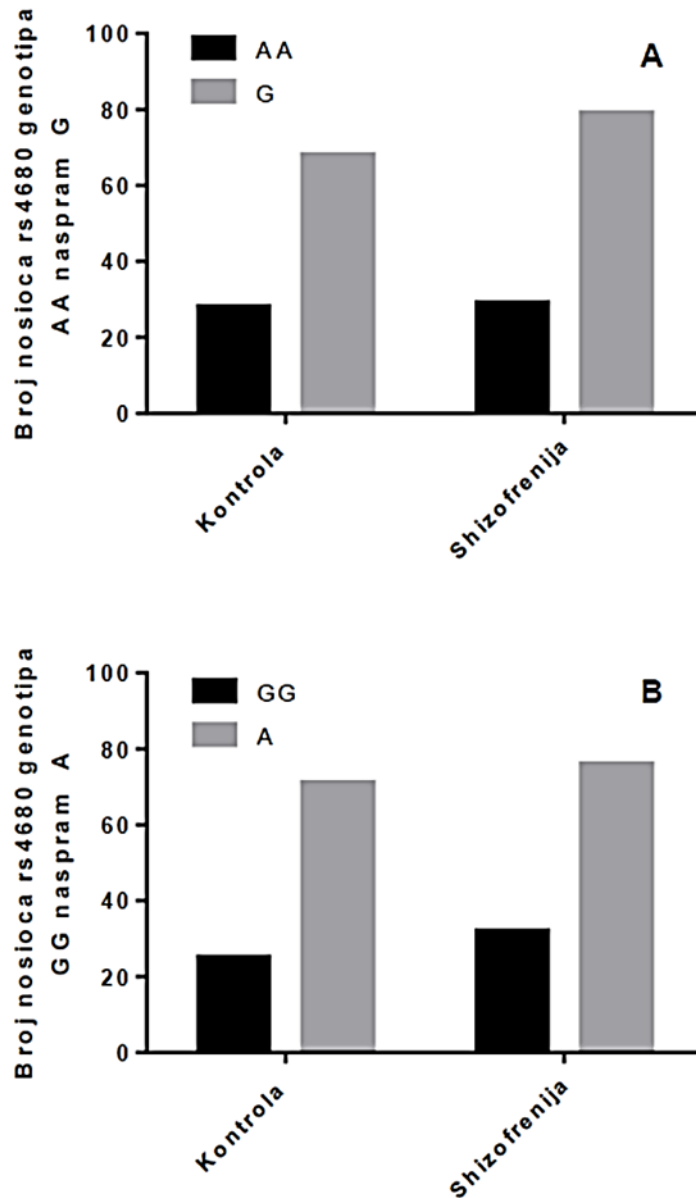 Broj nosioca rs4680 genotipa
AA naspram G
100
80
60
40
20
0
AA
G
A
Kontrola
Shizofrenija
Broj nosioca rs4680 genotipa
GG naspram A
100
80
60
40
20
0
GG
A
B
Kontrola
Shizofrenija